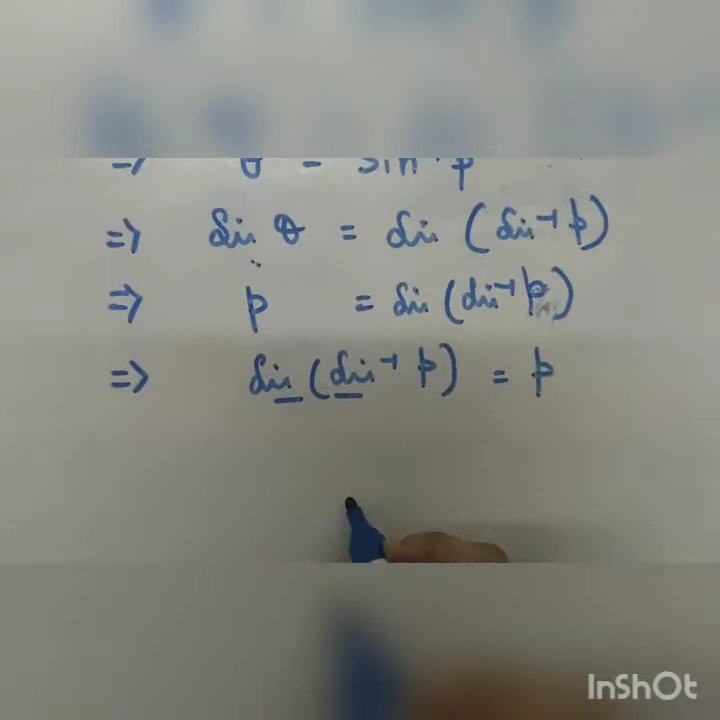 => θ = sin⁻¹ p
=> sin θ = sin (sin⁻¹ p)
=> p = sin (sin⁻¹ p)
=> sin (sin⁻¹ p) = p
InShOt